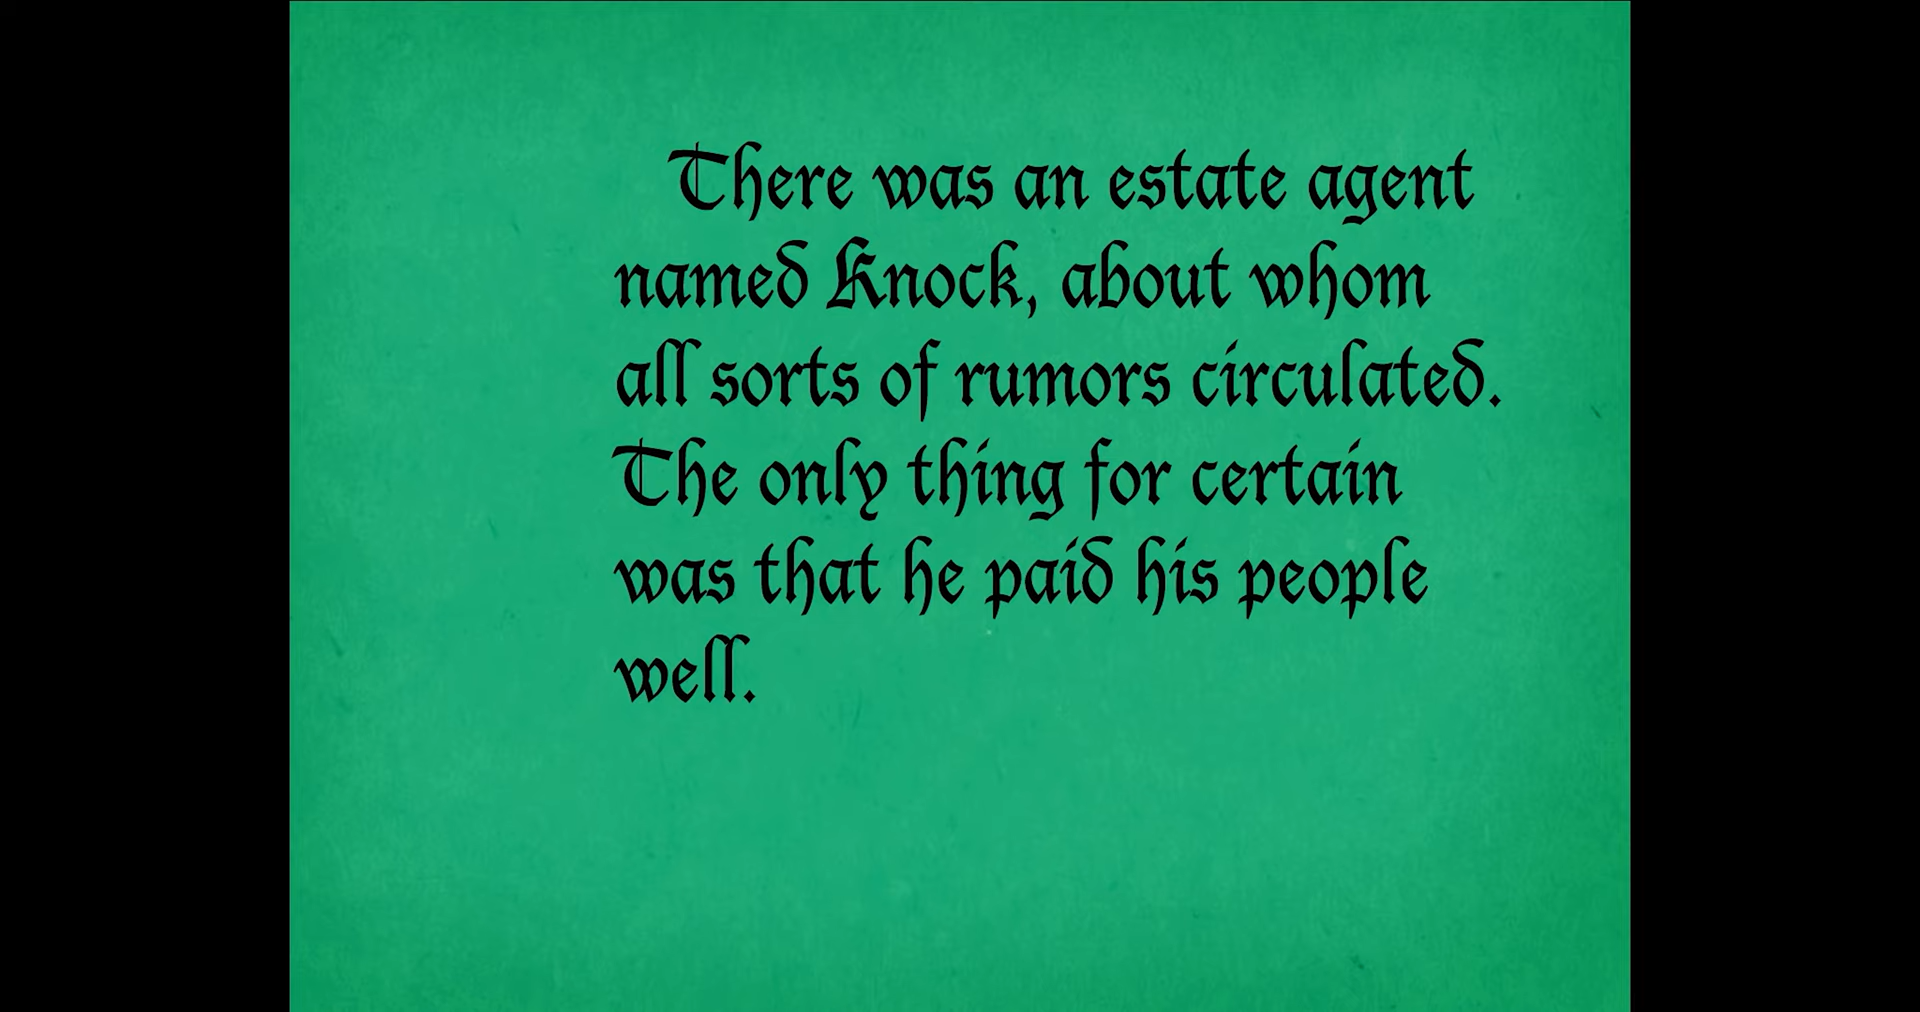 There was an estate agent
named Knock, about whom
all sorts of rumors circulated.
The only thing for certain
was that he paid his people
well.